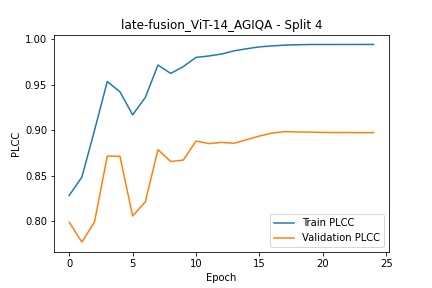 late-fusion_ViT-14_AGIQA - Split 4
1.00
0.95
0.90
0.85
0.80
PLCC
0 5 10 15 20 25
Epoch
Train PLCC
Validation PLCC